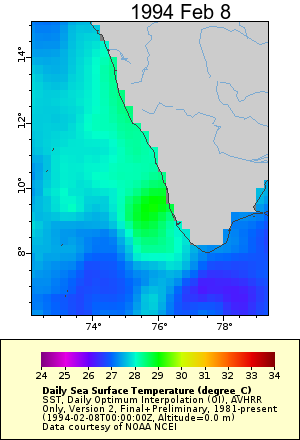 1994 Feb 8
14°
12°
10°
8°
74° 76° 78°
24 25 26 27 28 29 30 31 32 33 34
Daily Sea Surface Temperature (degree_C)
SST, Daily Optimum Interpolation (OI), AVHRR
Only, Version 2, Final+Preliminary, 1981-present
(1994-02-08T00:00:00Z, Altitude=0.0 m)
Data courtesy of NOAA NCEI